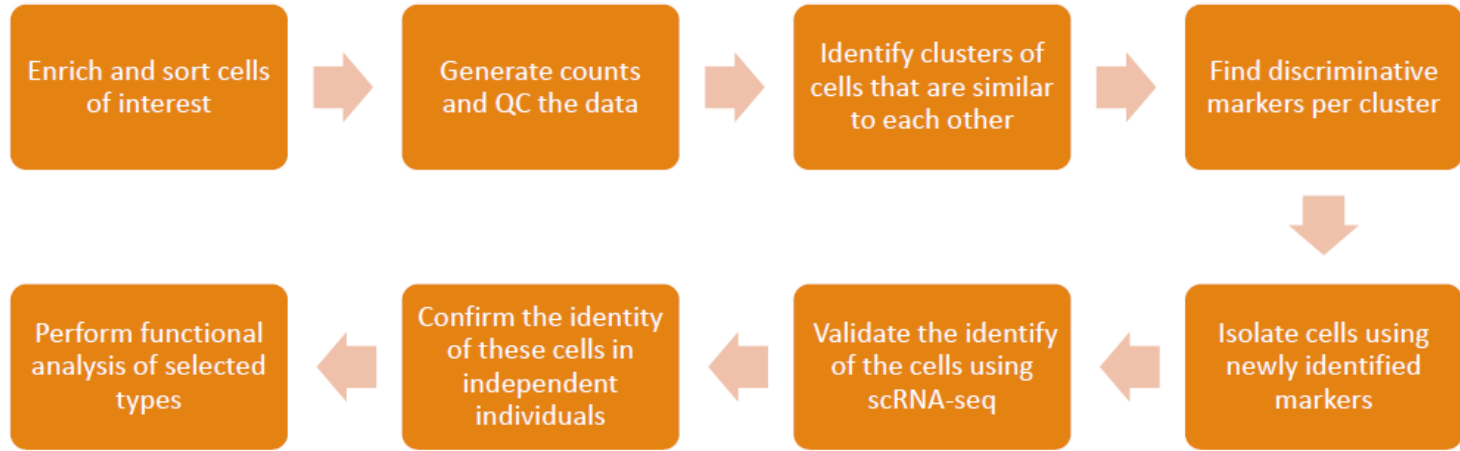 Enrich and sort cells
of interest
Generate counts
and QC the data
Identify clusters of
cells that are similar
to each other
Find discriminative
markers per cluster
Isolate cells using
newly identified
markers
Validate the identify
of the cells using
scRNA-seq
Confirm the identity
of these cells in
independent
individuals
Perform functional
analysis of selected
types